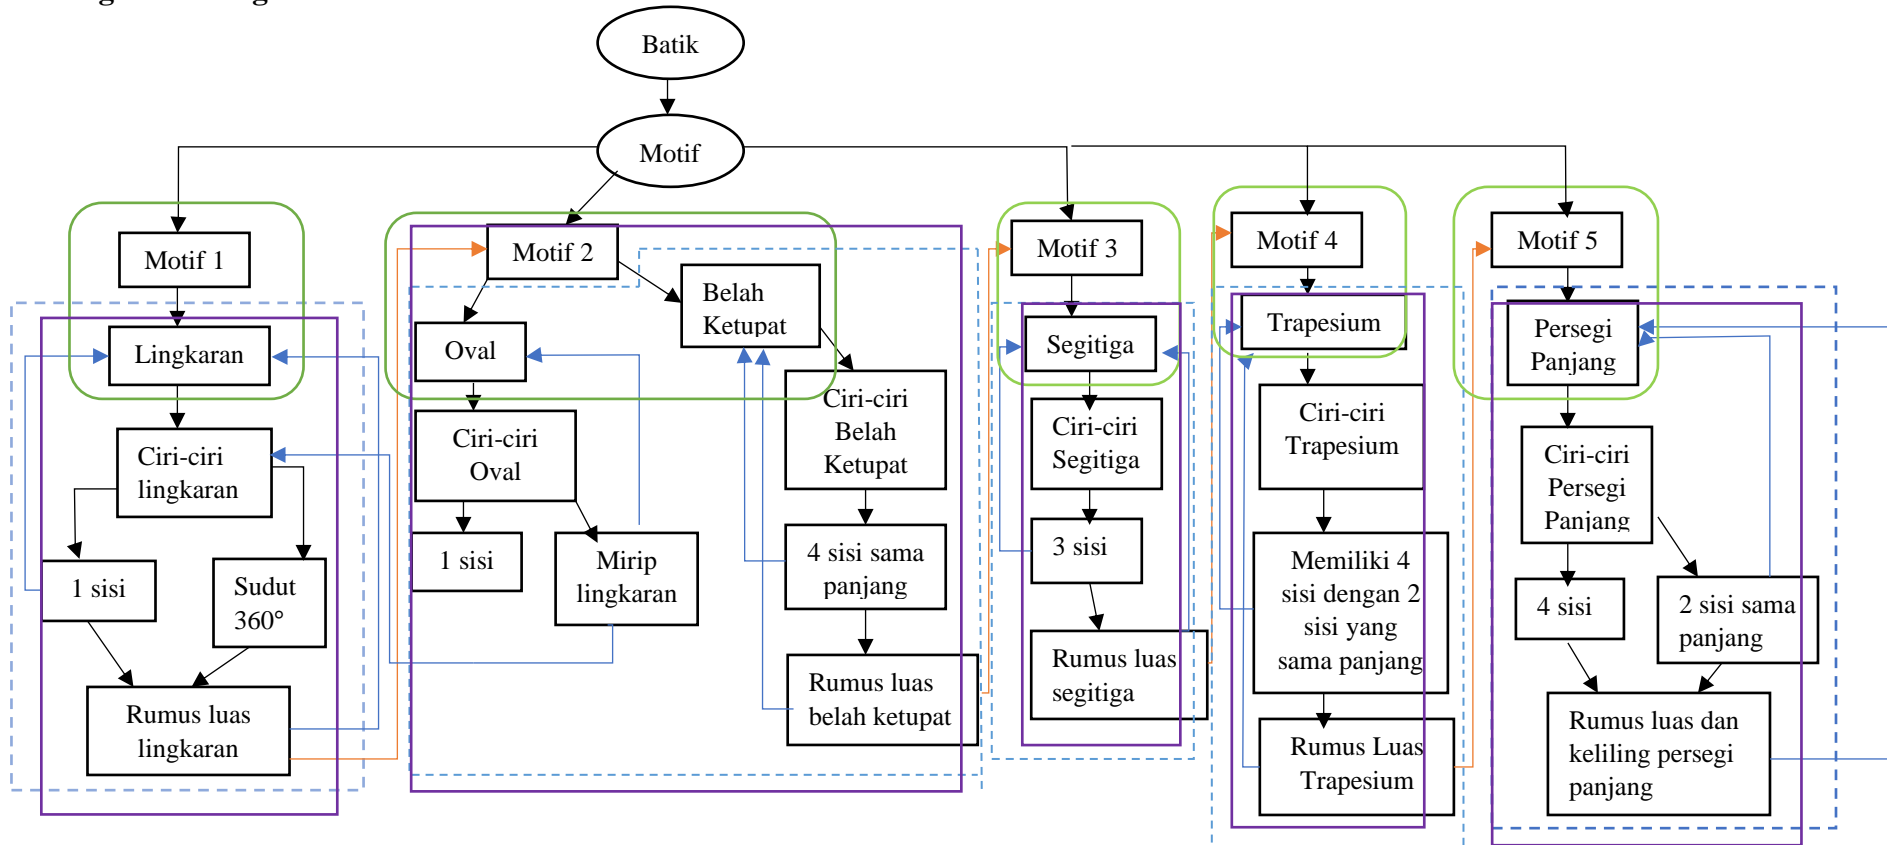 Batik
Motif
Motif 1
Lingkaran
Ciri-ciri
lingkaran
1 sisi
Sudut
360°
Rumus luas
lingkaran
Motif 2
Oval
Ciri-ciri
Oval
1 sisi
Mirip
lingkaran
Belah
Ketupat
Ciri-ciri
Belah
Ketupat
4 sisi sama
panjang
Rumus luas
belah ketupat
Motif 3
Segitiga
Ciri-ciri
Segitiga
3 sisi
Rumus luas
segitiga
Motif 4
Trapesium
Ciri-ciri
Trapesium
Memiliki 4
sisi dengan 2
sisi yang
sama panjang
Rumus Luas
Trapesium
Motif 5
Persegi
Panjang
Ciri-ciri
Persegi
Panjang
4 sisi
2 sisi sama
panjang
Rumus luas dan
keliling persegi
panjang